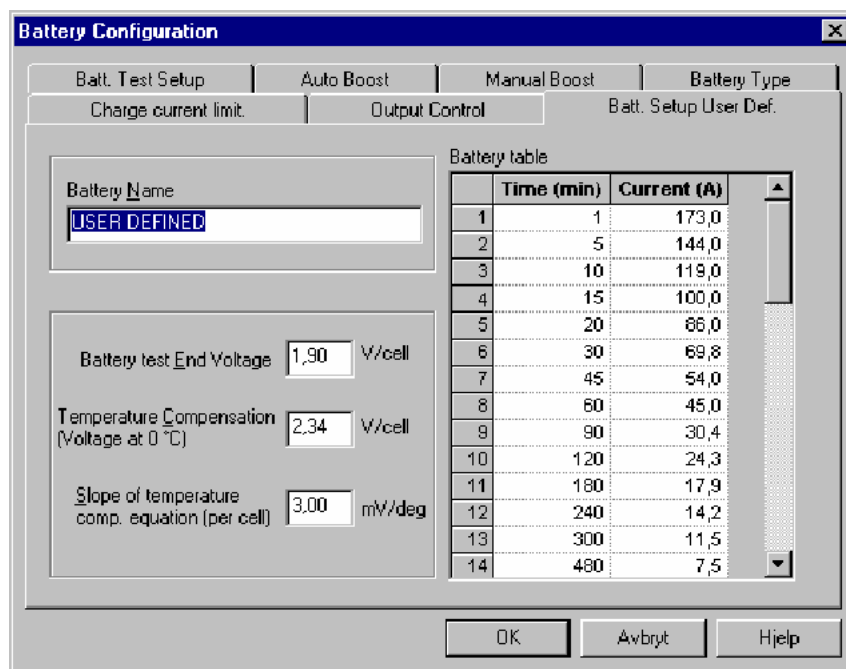 Battery Configuration
Batt. Test Setup Auto Boost Manual Boost Battery Type
Charge current limit. Output Control Batt. Setup User Def.
Battery Name
USER DEFINED
Battery test End Voltage 1,90 V/cell
Temperature Compensation
(Voltage at 0 °C) 2,34 V/cell
Slope of temperature
comp. equation (per cell) 3,00 mV/deg
Battery table
Time (min) Current (A)
1 1 173,0
2 5 144,0
3 10 119,0
4 15 100,0
5 20 86,0
6 30 69,8
7 45 54,0
8 60 45,0
9 90 30,4
10 120 24,3
11 180 17,9
12 240 14,2
13 300 11,5
14 480 7,5
OK Avbryt Hjelp